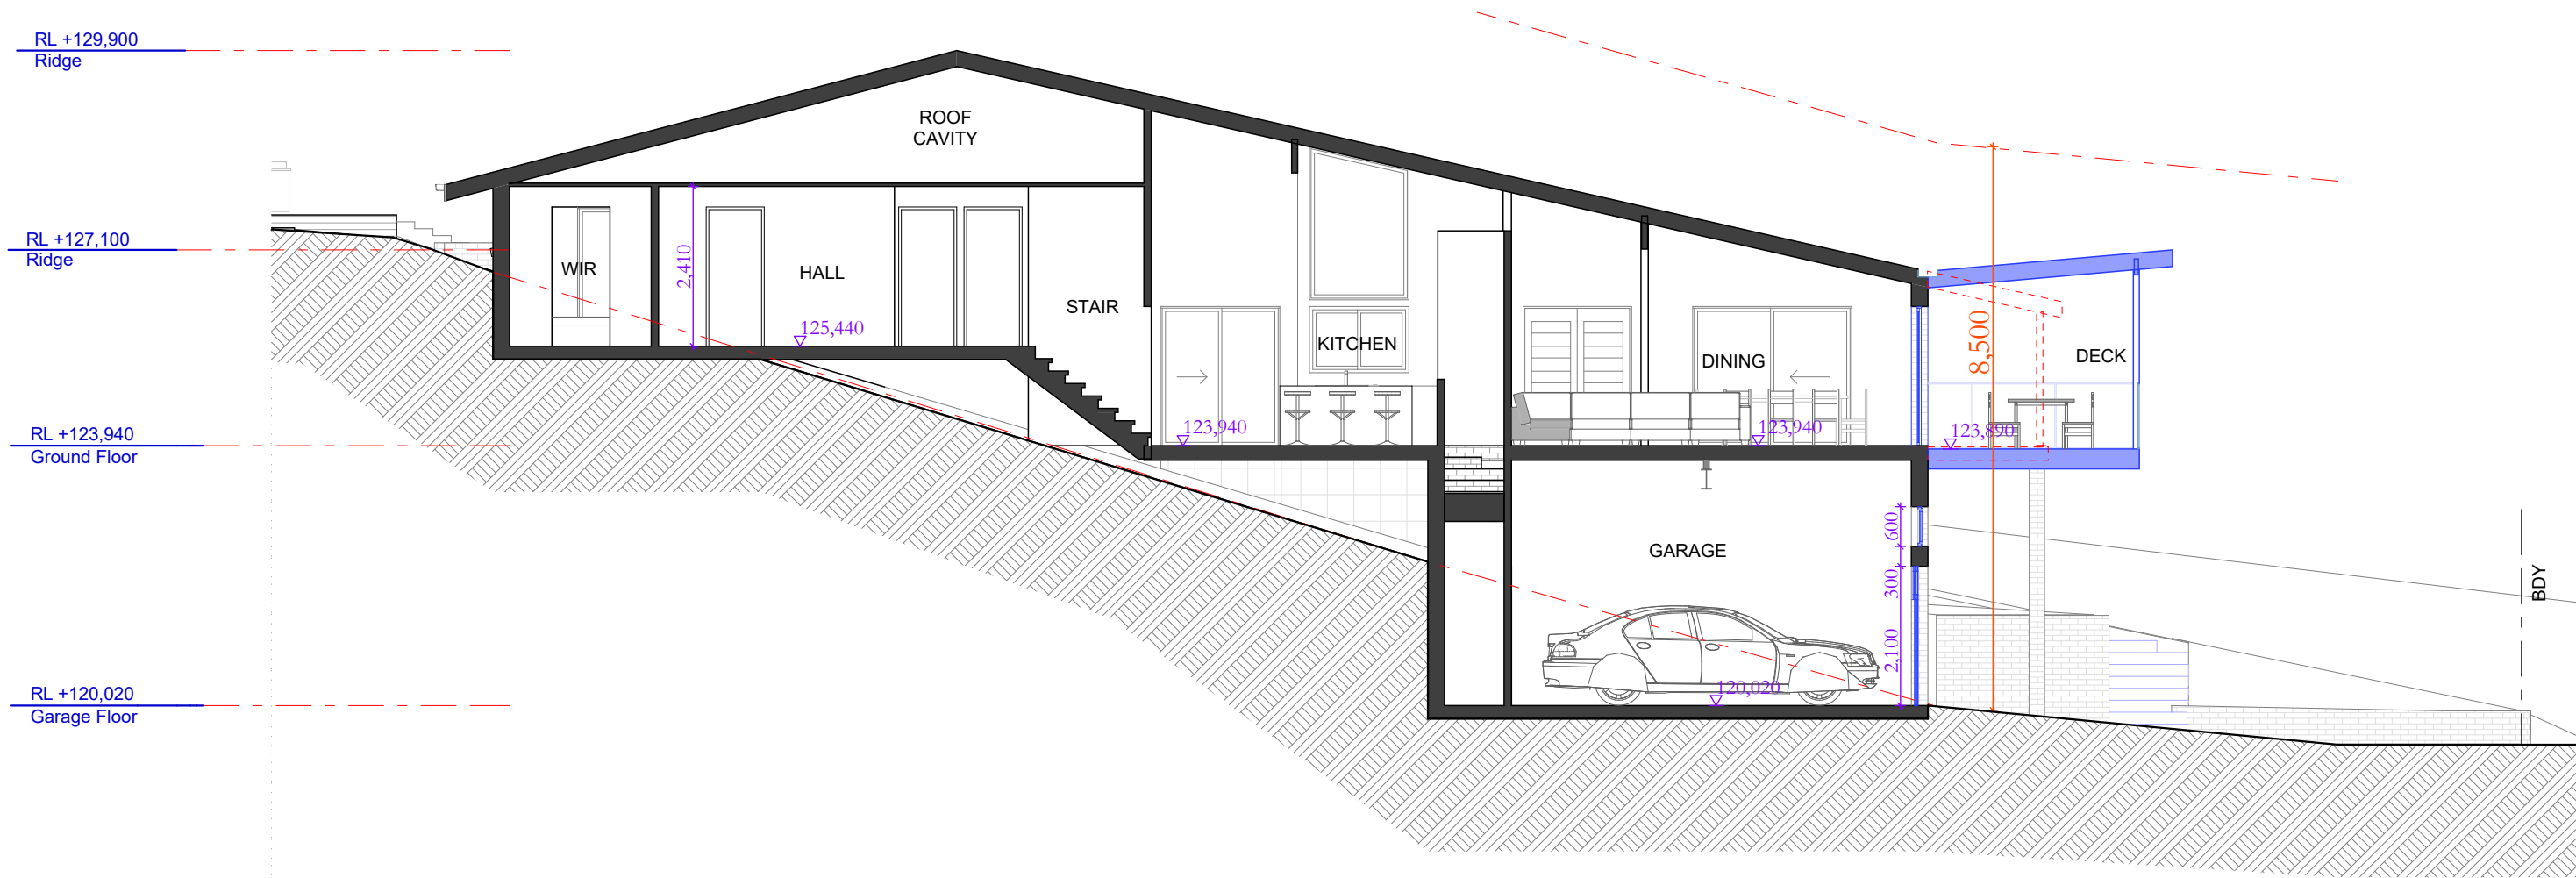 RL +129,900
Ridge
ROOF
CAVITY
RL +127,100
Ridge
WIR
2,410
HALL
125,440
STAIR
KITCHEN
DINING
8,500
DECK
RL +123,940
Ground Floor
123,940
123,940
123,890
600
GARAGE
300
BDY
2,100
RL +120,020
Garage Floor
120,020